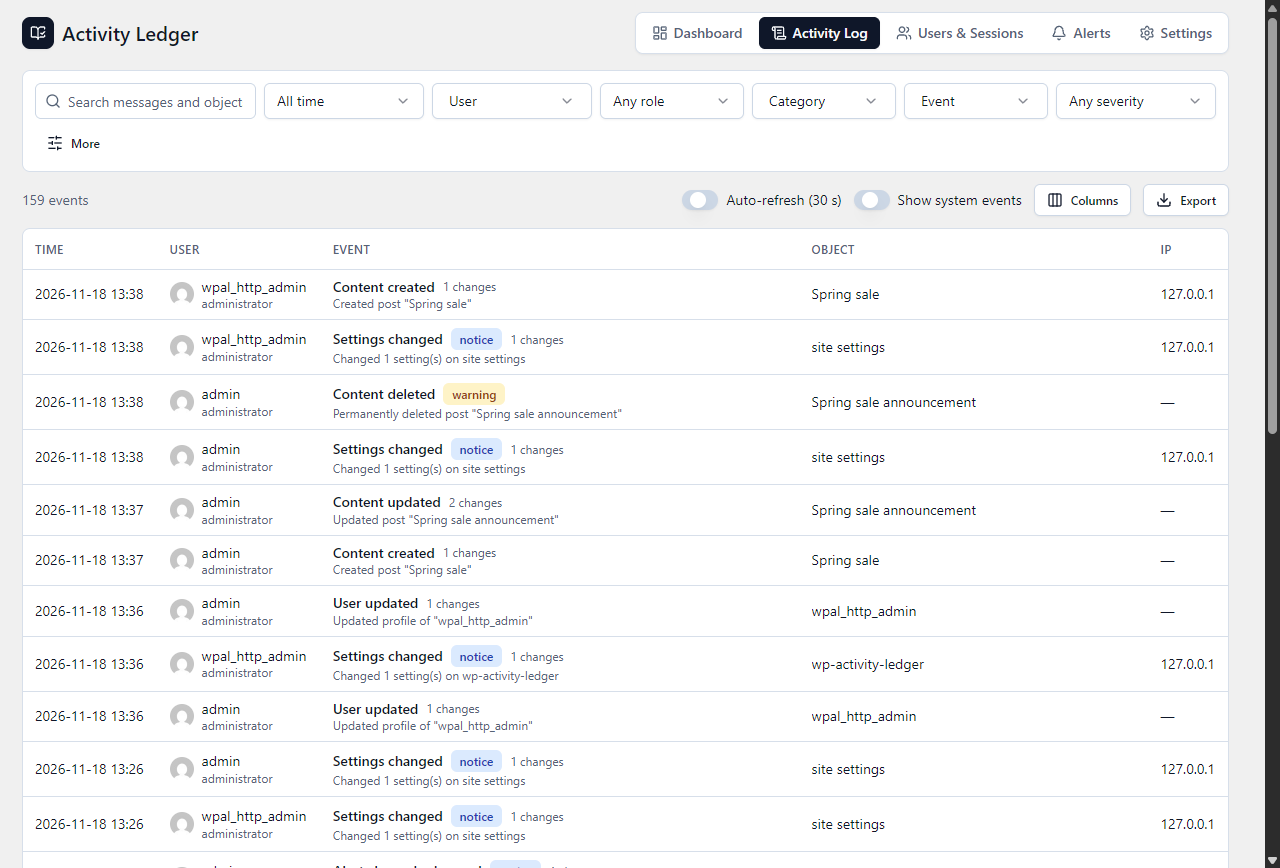 Activity Ledger
Dashboard Activity Log Users & Sessions Alerts Settings
Search messages and object All time User Any role Category Event Any severity
More
159 events Auto-refresh (30 s) Show system events Columns Export
TIME USER EVENT OBJECT IP
2026-11-18 13:38 wpal_http_admin administrator Content created 1 changes Spring sale 127.0.0.1
Created post "Spring sale"
2026-11-18 13:38 wpal_http_admin administrator Settings changed notice 1 changes site settings 127.0.0.1
Changed 1 setting(s) on site settings
2026-11-18 13:38 admin administrator Content deleted warning Spring sale announcement —
Permanently deleted post "Spring sale announcement"
2026-11-18 13:38 admin administrator Settings changed notice 1 changes site settings 127.0.0.1
Changed 1 setting(s) on site settings
2026-11-18 13:37 admin administrator Content updated 2 changes Spring sale announcement —
Updated post "Spring sale announcement"
2026-11-18 13:37 admin administrator Content created 1 changes Spring sale —
Created post "Spring sale"
2026-11-18 13:36 admin administrator User updated 1 changes wpal_http_admin —
Updated profile of "wpal_http_admin"
2026-11-18 13:36 wpal_http_admin administrator Settings changed notice 1 changes wp-activity-ledger 127.0.0.1
Changed 1 setting(s) on wp-activity-ledger
2026-11-18 13:36 admin administrator User updated 1 changes wpal_http_admin —
Updated profile of "wpal_http_admin"
2026-11-18 13:26 admin administrator Settings changed notice 1 changes site settings 127.0.0.1
Changed 1 setting(s) on site settings
2026-11-18 13:26 wpal_http_admin administrator Settings changed notice 1 changes site settings 127.0.0.1
Changed 1 setting(s) on site settings